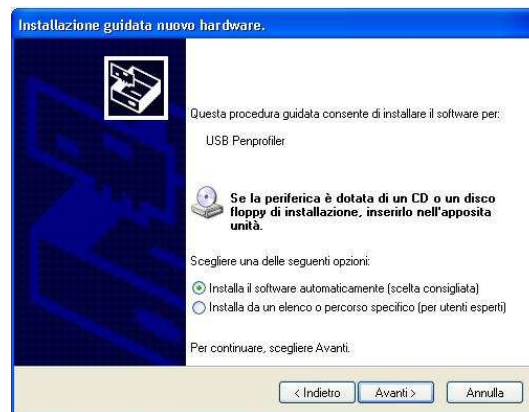 Installazione guidata nuovo hardware.
Questa procedura guidata consente di installare il software per:
USB Penprofiler
Se la periferica è dotata di un CD o un disco
floppy di installazione, inserirlo nell'apposita
unità.
Scegliere una delle seguenti opzioni:
Installa il software automaticamente (scelta consigliata)
Installa da un elenco o percorso specifico (per utenti esperti)
Per continuare, scegliere Avanti.
< Indietro Avanti > Annulla